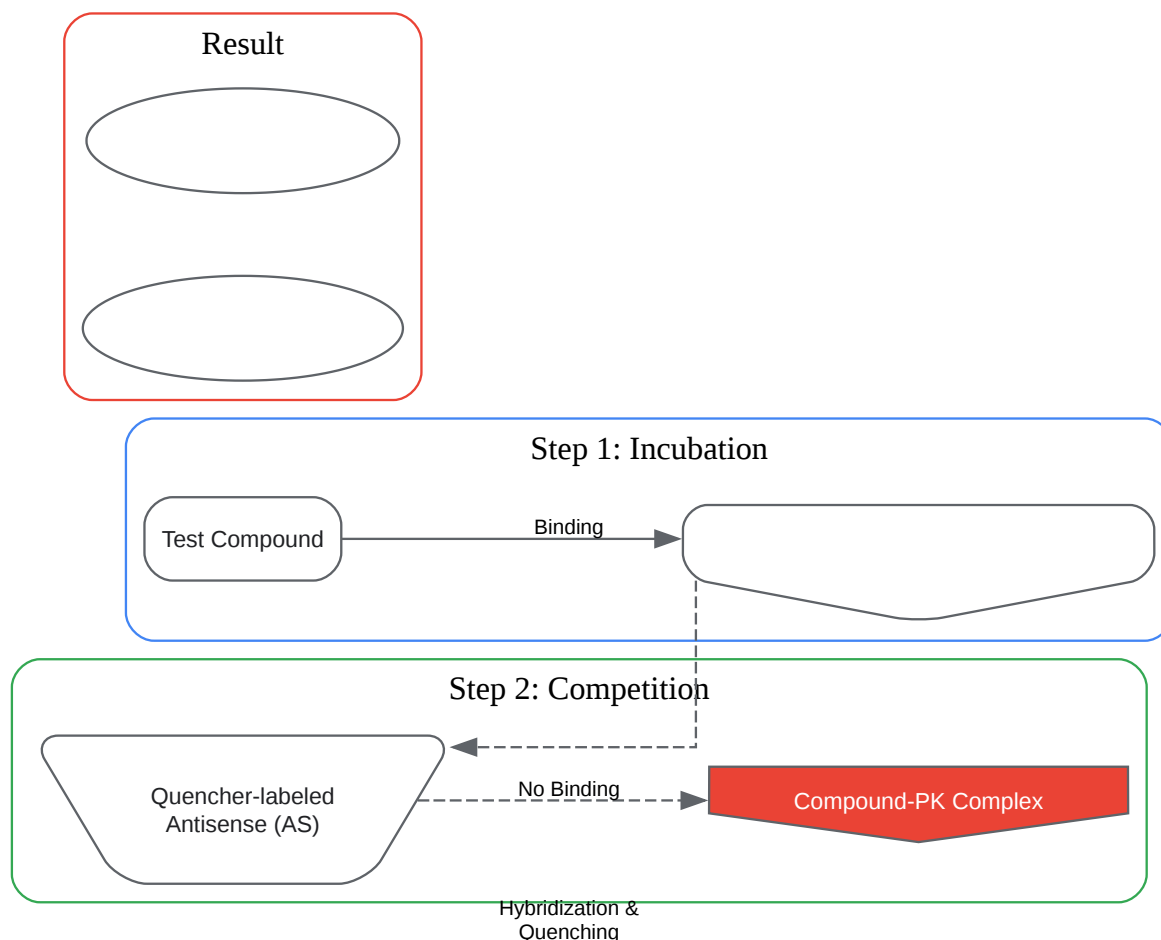 Result
Step 1: Incubation
Test Compound
Binding
Step 2: Competition
Quencher-labeled
Antisense (AS)
No Binding
Compound-PK Complex
Hybridization &
Quenching